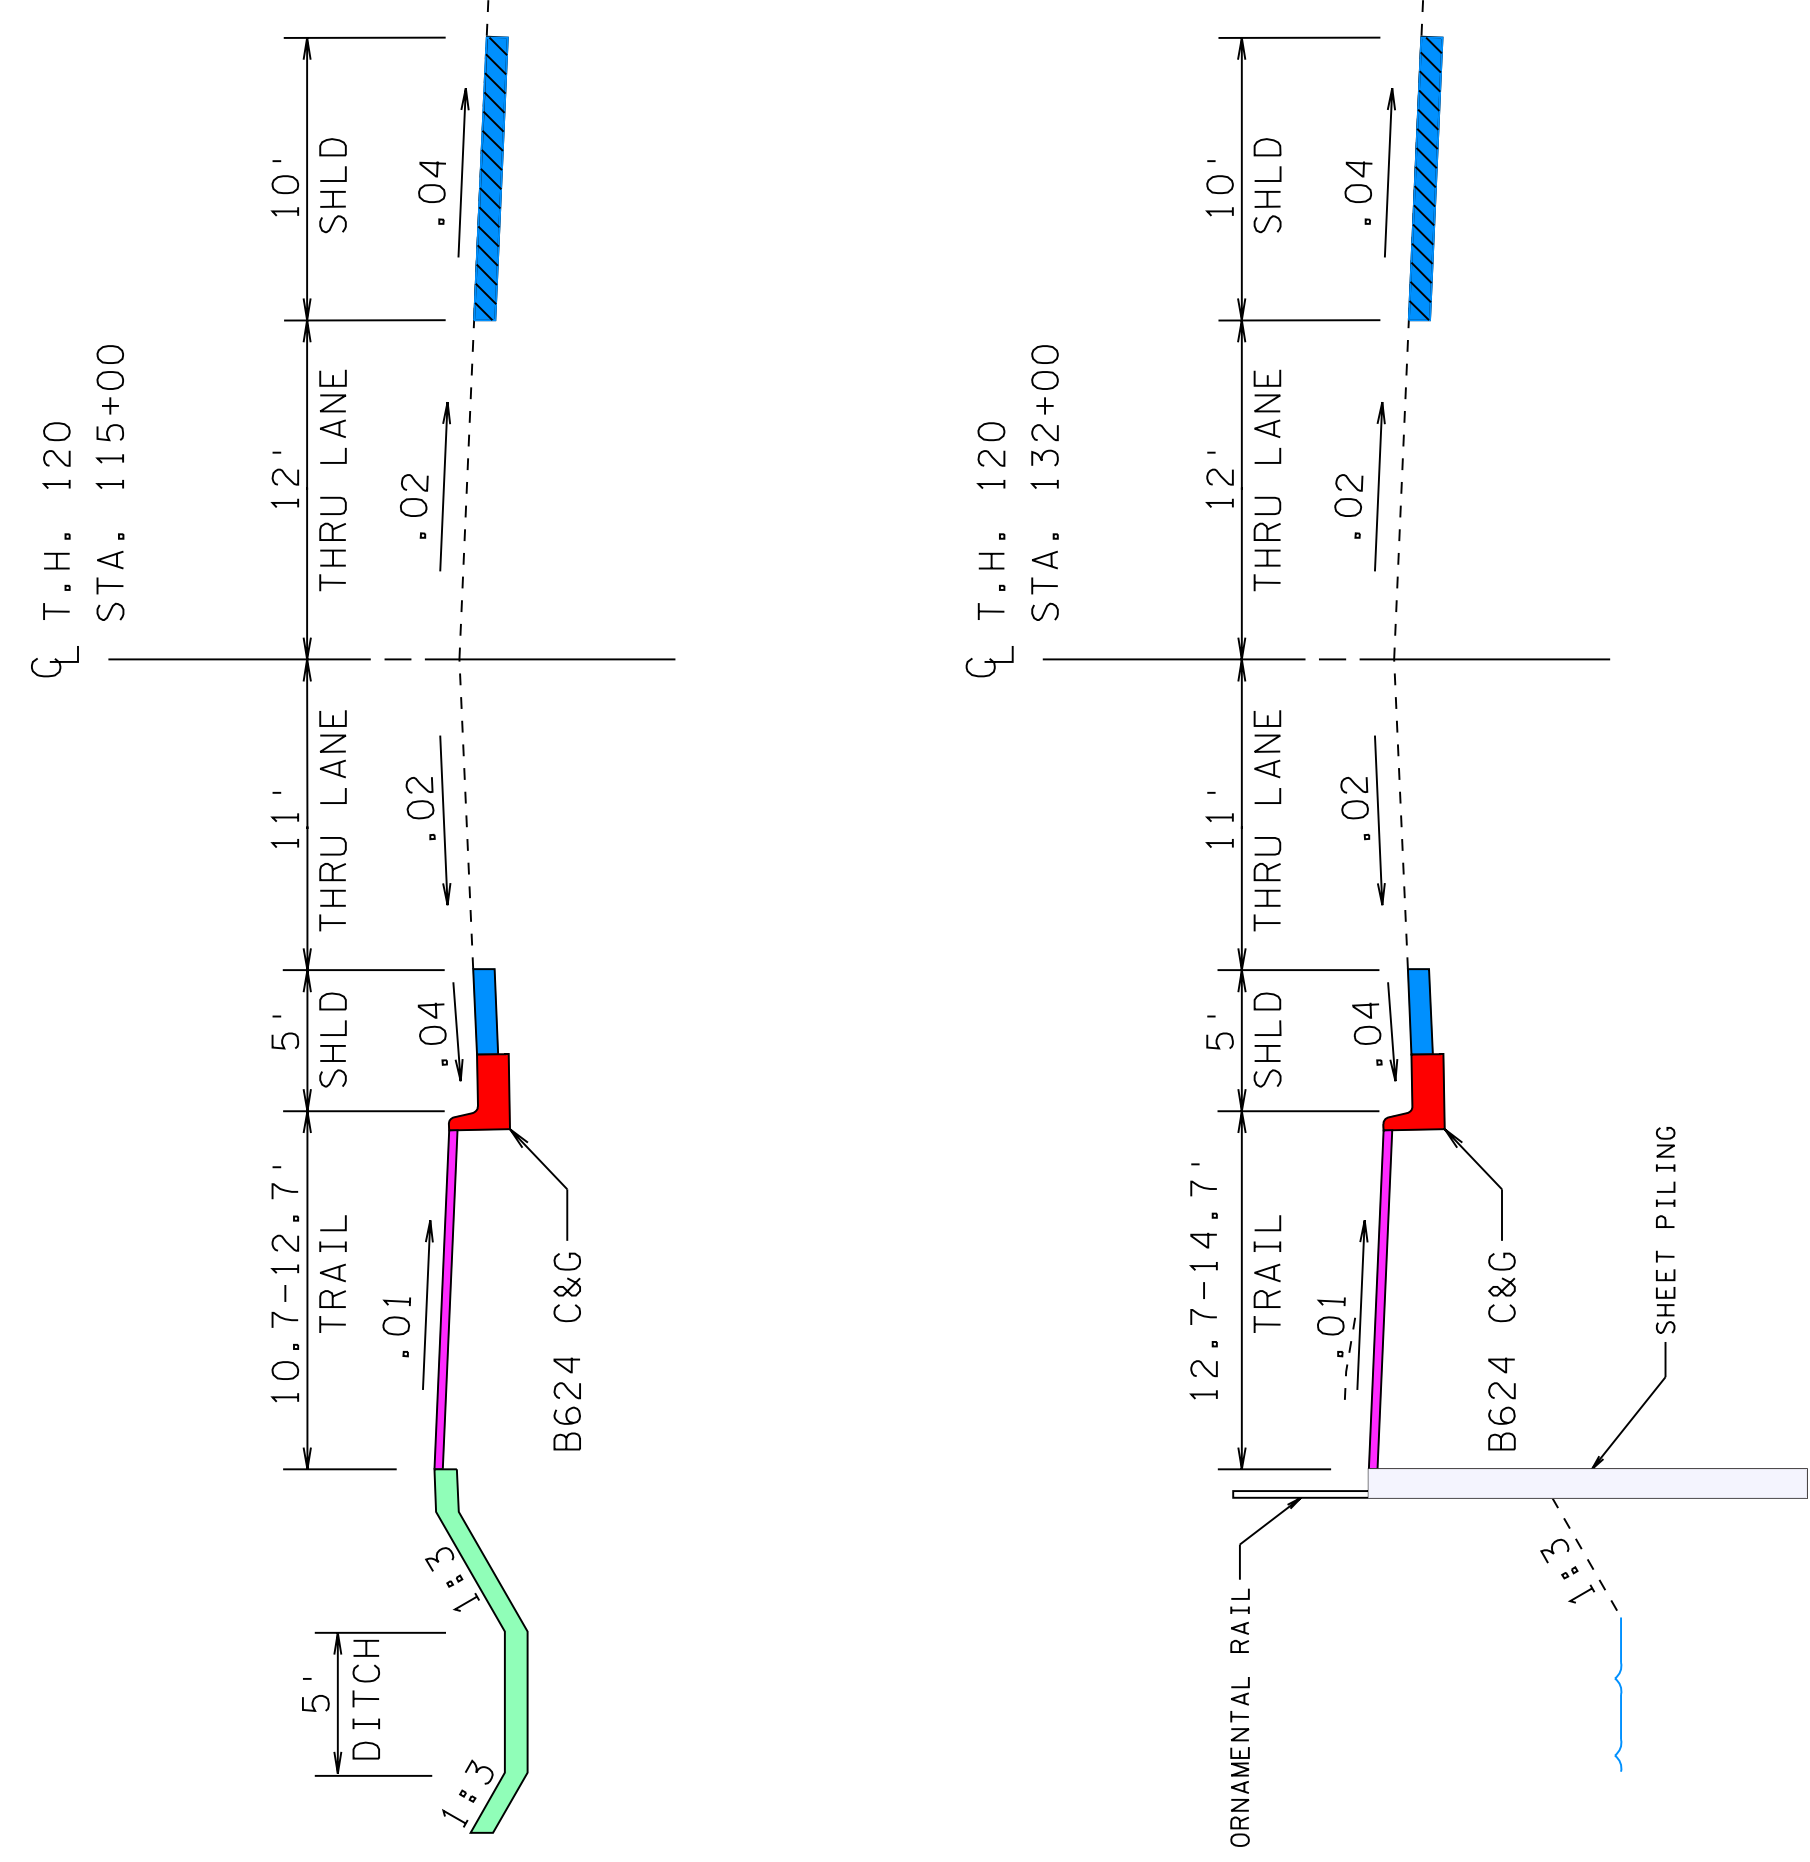 ℄ T.H. 120
STA. 115+00
1:3
5'
DITCH
1:3
10.7-12.7'
TRAIL
.01
B624 C&G
5'
SHLD
.04
11'
THRU LANE
.02
12'
THRU LANE
.02
10'
SHLD
.04
℄ T.H. 120
STA. 132+00
ORNAMENTAL RAIL
1:3
SHEET PILING
12.7-14.7'
TRAIL
.01
B624 C&G
5'
SHLD
.04
11'
THRU LANE
.02
12'
THRU LANE
.02
10'
SHLD
.04